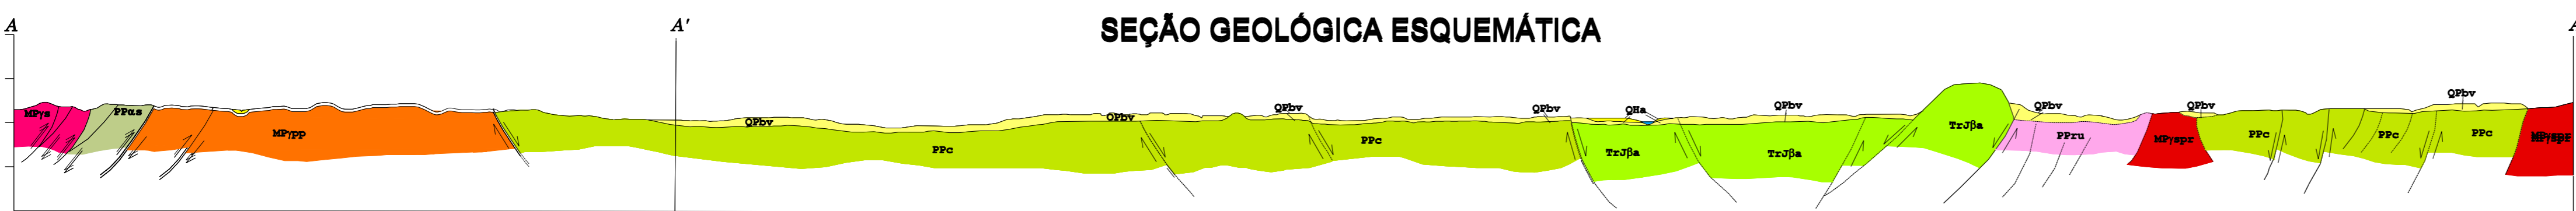 SEÇÃO GEOLÓGICA ESQUEMÁTICA
A
A'
A
MPγs
PPαs
MPγpp
QPbv
PPc
QPbv
QPbv
PPc
QPbv
QHa
TrJβa
QPbv
TrJβa
TrJβa
QPbv
PPru
MPγspr
QPbv
PPc
PPc
QPbv
PPc
MPγspr